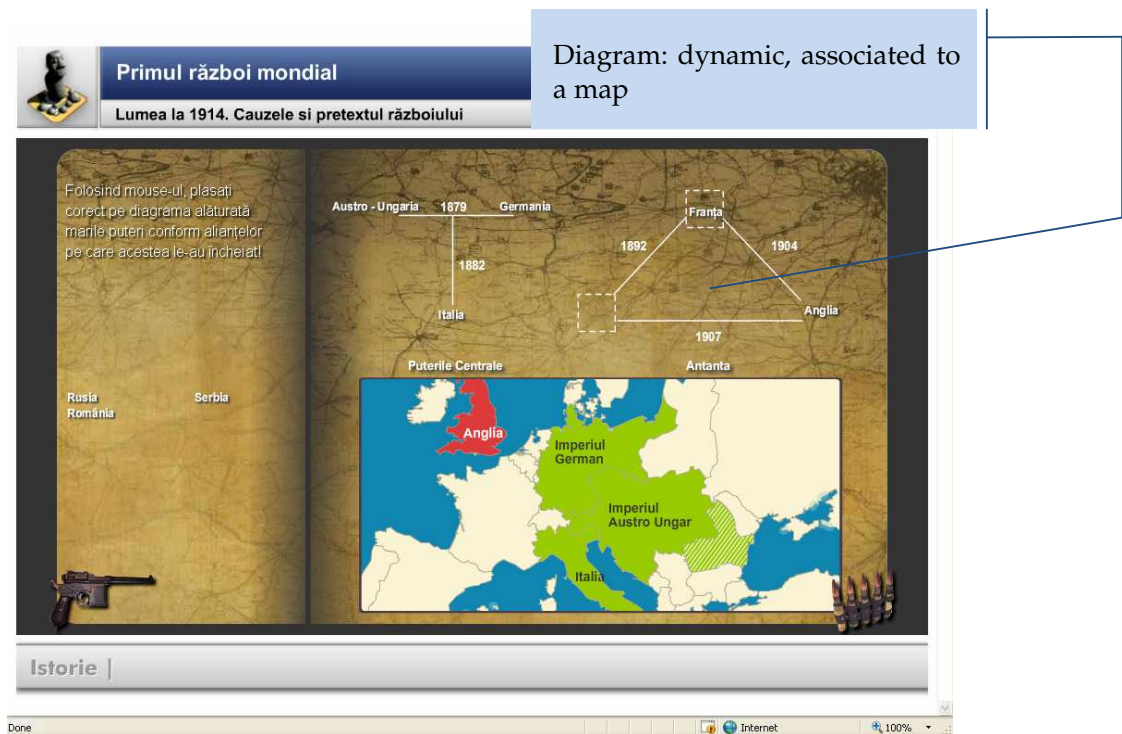 Diagram: dynamic, associated to
a map
Primul război mondial
Lumea la 1914. Cauzele si pretextul războiului
Folosind mouse-ul, plasați
corect pe diagrama alăturată
marile puteri conform alianțelor
pe care acestea le-au încheiat!
Austro - Ungaria 1879 Germania
1882
Italia
Puterile Centrale
Franța
1892 1904
Anglia
1907
Antanta
Rusia Serbia
România
Anglia
Imperiul
German
Imperiul
Austro Ungar
Italia
Istorie |
Done Internet 100%